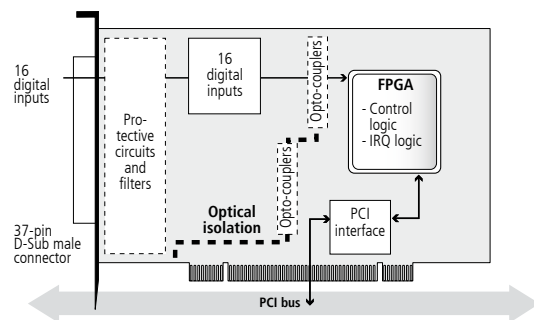 16
digital
inputs
37-pin
D-Sub male
connector
Pro-
tective
circuits
and
filters
16
digital
inputs
Opto-couplers
Opto-couplers
Optical
isolation
FPGA
- Control
logic
- IRQ logic
PCI
interface
PCI bus